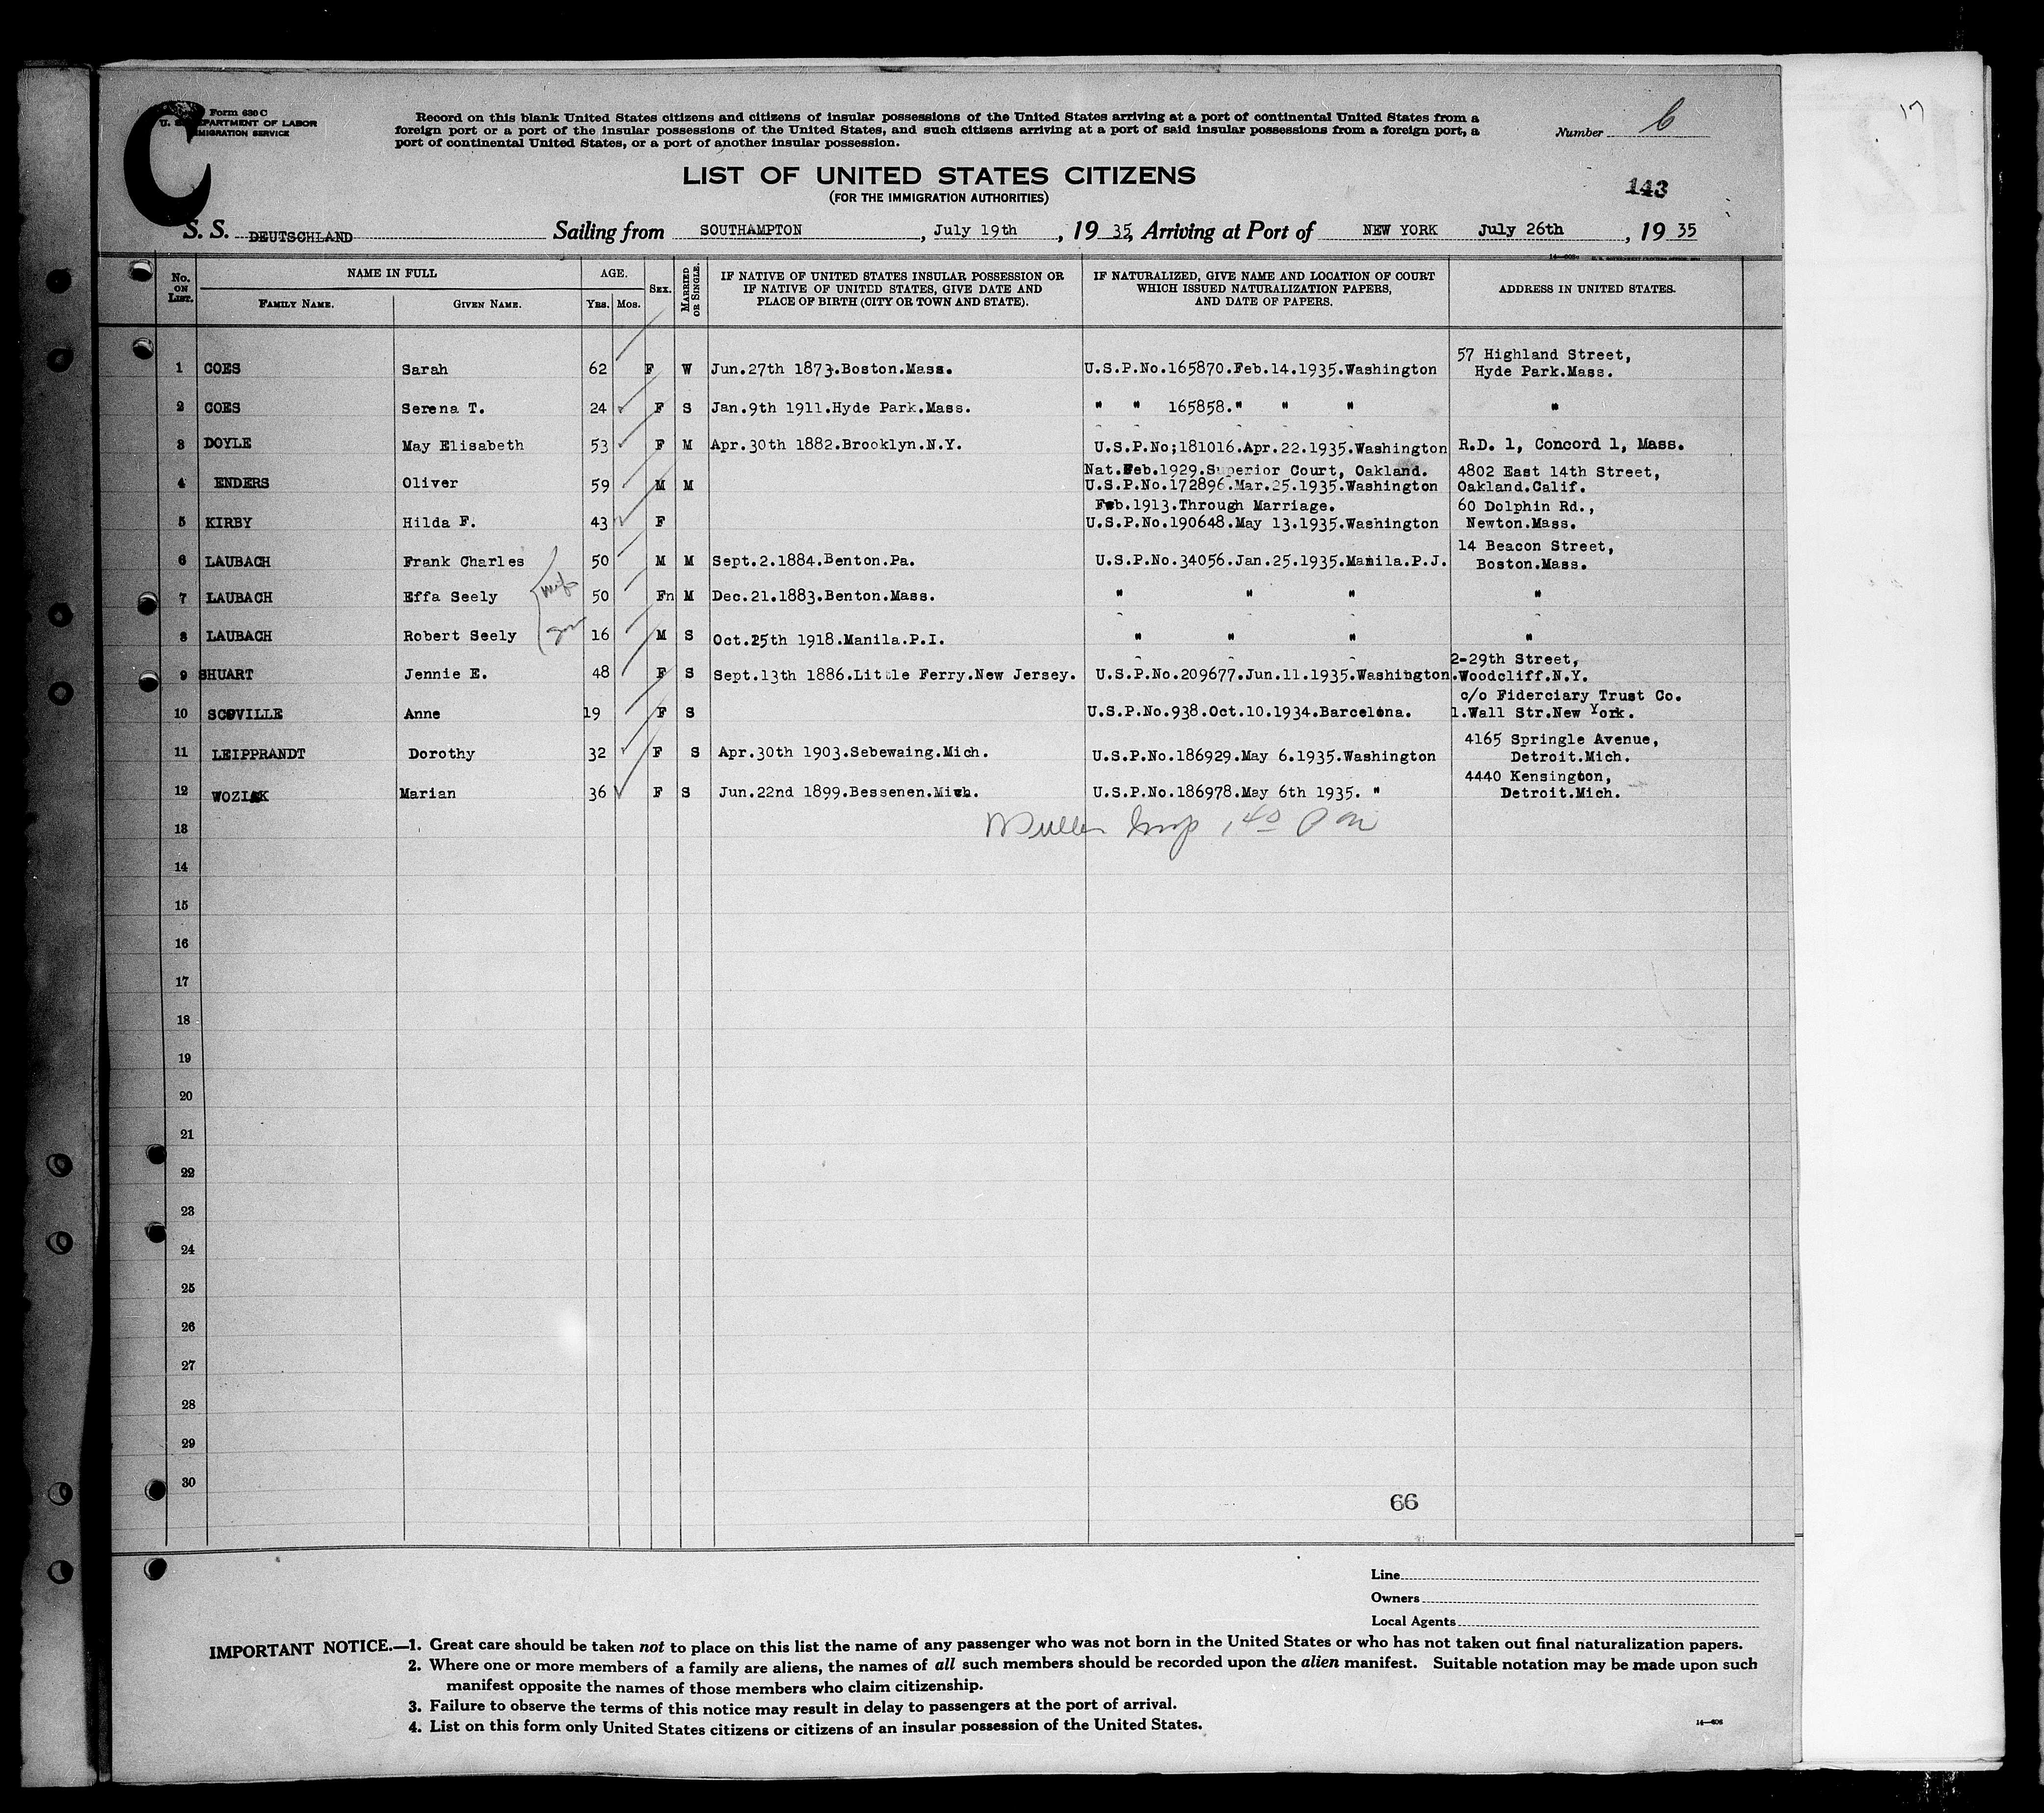 Form 630 C
U. S. DEPARTMENT OF LABOR
IMMIGRATION SERVICE
C
Record on this blank United States citizens and citizens of insular possessions of the United States arriving at a port of continental United States from a
foreign port or a port of the insular possessions of the United States, and such citizens arriving at a port of said insular possessions from a foreign port, a
port of continental United States, or a port of another insular possession.
Number 6
17
LIST OF UNITED STATES CITIZENS
(FOR THE IMMIGRATION AUTHORITIES)
143
S. S. DEUTSCHLAND Sailing from SOUTHAMPTON , July 19th , 19 35, Arriving at Port of NEW YORK July 26th , 19 35
No. ON LIST. NAME IN FULL FAMILY NAME. GIVEN NAME. AGE. YRS. MOS. SEX. MARRIED OR SINGLE. IF NATIVE OF UNITED STATES INSULAR POSSESSION OR IF NATIVE OF UNITED STATES, GIVE DATE AND PLACE OF BIRTH (CITY OR TOWN AND STATE). IF NATURALIZED, GIVE NAME AND LOCATION OF COURT WHICH ISSUED NATURALIZATION PAPERS, AND DATE OF PAPERS. ADDRESS IN UNITED STATES.
1 COES Sarah 62 F W Jun.27th 1873.Boston.Mass. U.S.P.No.165870.Feb.14.1935.Washington 57 Highland Street, Hyde Park.Mass.
2 COES Serena T. 24 F S Jan.9th 1911.Hyde Park.Mass. " " 165858." " " "
3 DOYLE May Elisabeth 53 F M Apr.30th 1882.Brooklyn.N.Y. U.S.P.No;181016.Apr.22.1935.Washington R.D. 1, Concord 1, Mass.
4 ENDERS Oliver 59 M M Nat.Feb.1929.Superior Court, Oakland. U.S.P.No.172896.Mar.25.1935.Washington 4802 East 14th Street, Oakland.Calif.
5 KIRBY Hilda F. 43 F Feb.1913.Through Marriage. U.S.P.No.190648.May 13.1935.Washington 60 Dolphin Rd., Newton.Mass.
6 LAUBACH Frank Charles 50 M M Sept.2.1884.Benton.Pa. U.S.P.No.34056.Jan.25.1935.Manila.P.J. 14 Beacon Street, Boston.Mass.
7 LAUBACH Effa Seely wife 50 Fn M Dec.21.1883.Benton.Mass. " " " "
8 LAUBACH Robert Seely son 16 M S Oct.25th 1918.Manila.P.I. " " " "
9 SHUART Jennie E. 48 F S Sept.13th 1886.Little Ferry.New Jersey. U.S.P.No.209677.Jun.11.1935.Washington. 2-29th Street, Woodcliff.N.Y.
10 SCOVILLE Anne 19 F S U.S.P.No.938.Oct.10.1934.Barcelona. c/o Fiderciary Trust Co. 1.Wall Str.New York.
11 LEIPPRANDT Dorothy 32 F S Apr.30th 1903.Sebewaing.Mich. U.S.P.No.186929.May 6.1935.Washington 4165 Springle Avenue, Detroit.Mich.
12 WOZIAK Marian 36 F S Jun.22nd 1899.Bessenen.Mich. U.S.P.No.186978.May 6th 1935. " 4440 Kensington, Detroit.Mich.
13
14
15
16
17
18
19
20
21
22
23
24
25
26
27
28
29
30
66
Line
Owners
Local Agents
IMPORTANT NOTICE.—1. Great care should be taken not to place on this list the name of any passenger who was not born in the United States or who has not taken out final naturalization papers.
2. Where one or more members of a family are aliens, the names of all such members should be recorded upon the alien manifest. Suitable notation may be made upon such
manifest opposite the names of those members who claim citizenship.
3. Failure to observe the terms of this notice may result in delay to passengers at the port of arrival.
4. List on this form only United States citizens or citizens of an insular possession of the United States.
14—606